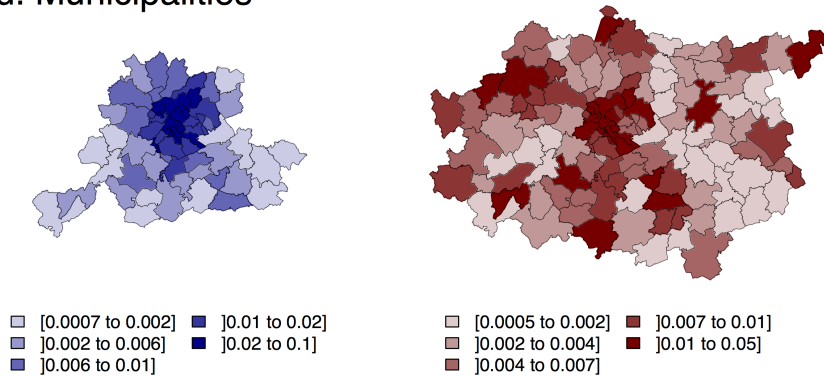 Municipalities
[0.0007 to 0.002]
]0.002 to 0.006]
]0.006 to 0.01]
]0.01 to 0.02]
]0.02 to 0.1]
[0.0005 to 0.002]
]0.002 to 0.004]
]0.004 to 0.007]
]0.007 to 0.01]
]0.01 to 0.05]